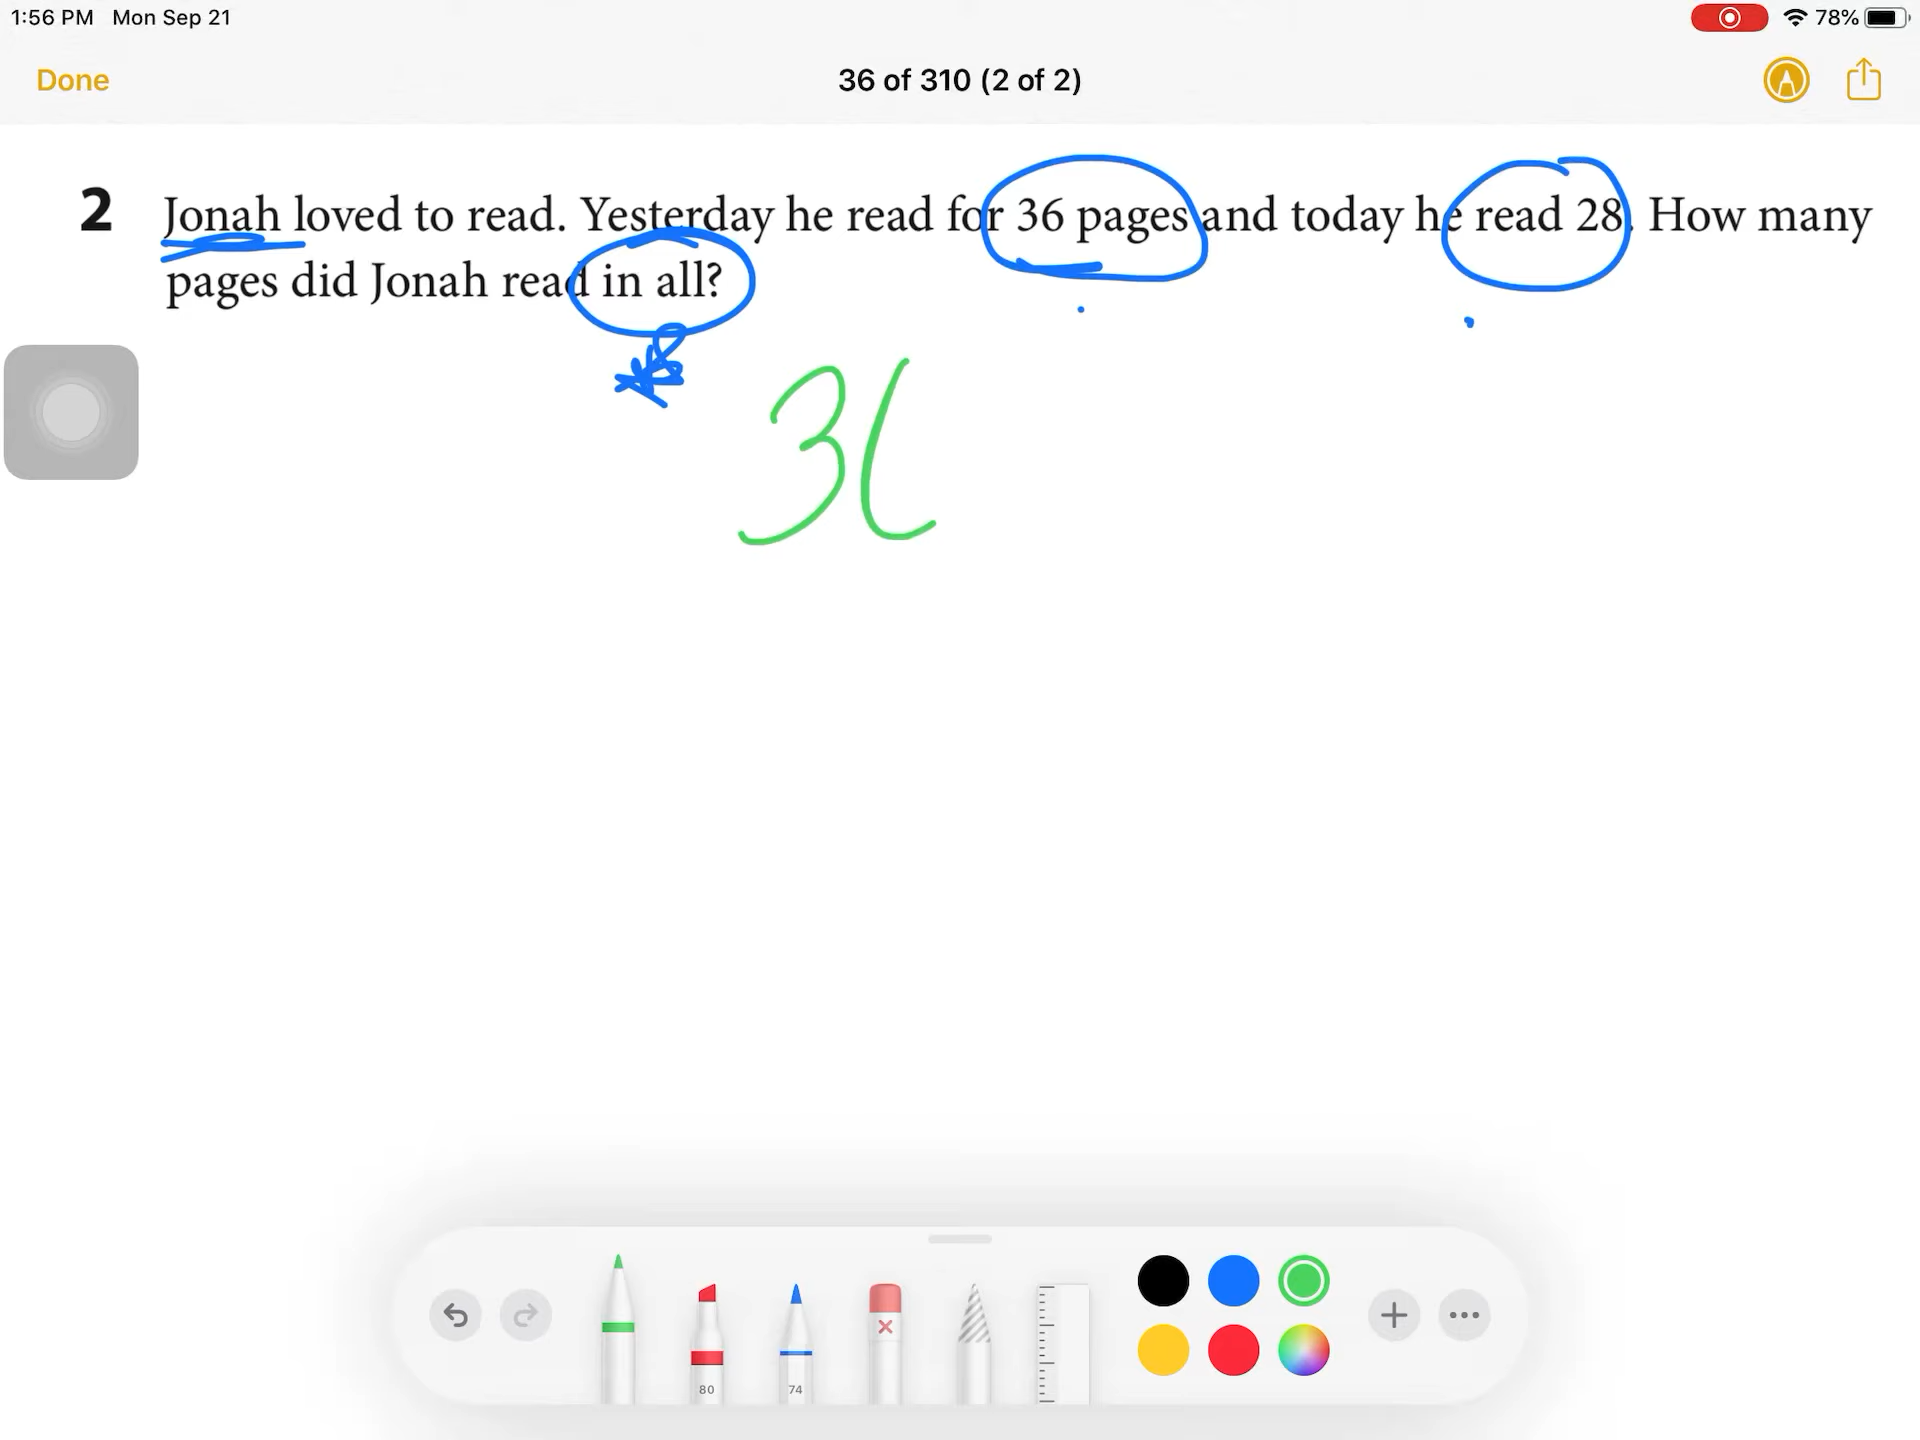 1:56 PM Mon Sep 21 78%
Done 36 of 310 (2 of 2)
2 Jonah loved to read. Yesterday he read for 36 pages and today he read 28. How many
pages did Jonah read in all?
80 74